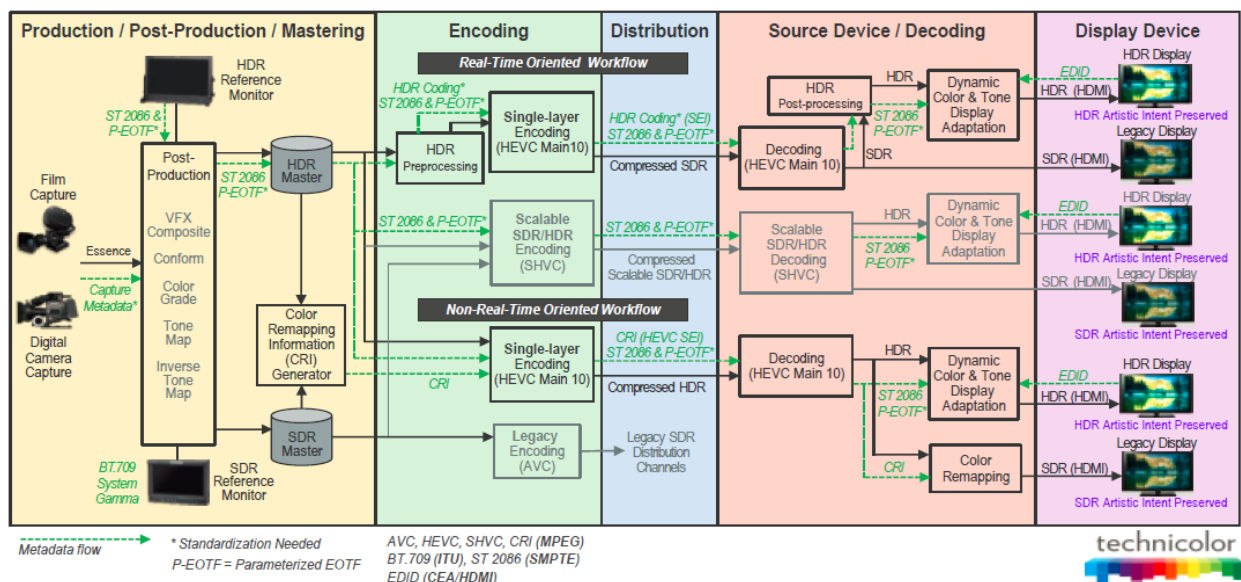 Production / Post-Production / Mastering
Encoding
Distribution
Source Device / Decoding
Display Device
Real-Time Oriented Workflow
HDR
Reference
Monitor
ST 2086 &
P-EOTF*
Film
Capture
Essence
Capture
Metadata*
Digital
Camera
Capture
Post-
Production
VFX
Composite
Conform
Color
Grade
Tone
Map
Inverse
Tone
Map
BT.709
System
Gamma
SDR
Reference
Monitor
ST 2086
P-EOTF*
HDR
Master
Color
Remapping
Information
(CRI)
Generator
SDR
Master
HDR Coding*
ST 2086 & P-EOTF*
HDR
Preprocessing
Single-layer
Encoding
(HEVC Main10)
HDR Coding* (SEI)
ST 2086 & P-EOTF*
Compressed SDR
Decoding
(HEVC Main 10)
HDR
Post-processing
HDR
ST 2086
P-EOTF*
SDR
Dynamic
Color & Tone
Display
Adaptation
EDID
HDR (HDMI)
HDR Display
HDR Artistic Intent Preserved
Legacy Display
SDR (HDMI)
ST 2086 & P-EOTF*
Scalable
SDR/HDR
Encoding
(SHVC)
ST 2086 & P-EOTF*
Compressed
Scalable SDR/HDR
Scalable
SDR/HDR
Decoding
(SHVC)
HDR
ST 2086
P-EOTF*
Dynamic
Color & Tone
Display
Adaptation
EDID
HDR (HDMI)
HDR Display
HDR Artistic Intent Preserved
Legacy Display
SDR (HDMI)
SDR Artistic Intent Preserved
Non-Real-Time Oriented Workflow
CRI
Single-layer
Encoding
(HEVC Main 10)
CRI (HEVC SEI)
ST 2086 & P-EOTF*
Compressed HDR
Decoding
(HEVC Main 10)
HDR
ST 2086
P-EOTF*
Dynamic
Color & Tone
Display
Adaptation
EDID
HDR (HDMI)
HDR Display
HDR Artistic Intent Preserved
Legacy
Encoding
(AVC)
Legacy SDR
Distribution
Channels
CRI
Color
Remapping
SDR (HDMI)
Legacy Display
SDR Artistic Intent Preserved
Metadata flow
* Standardization Needed
P-EOTF = Parameterized EOTF
AVC, HEVC, SHVC, CRI (MPEG)
BT.709 (ITU), ST 2086 (SMPTE)
EDID (CEA/HDMI)
technicolor